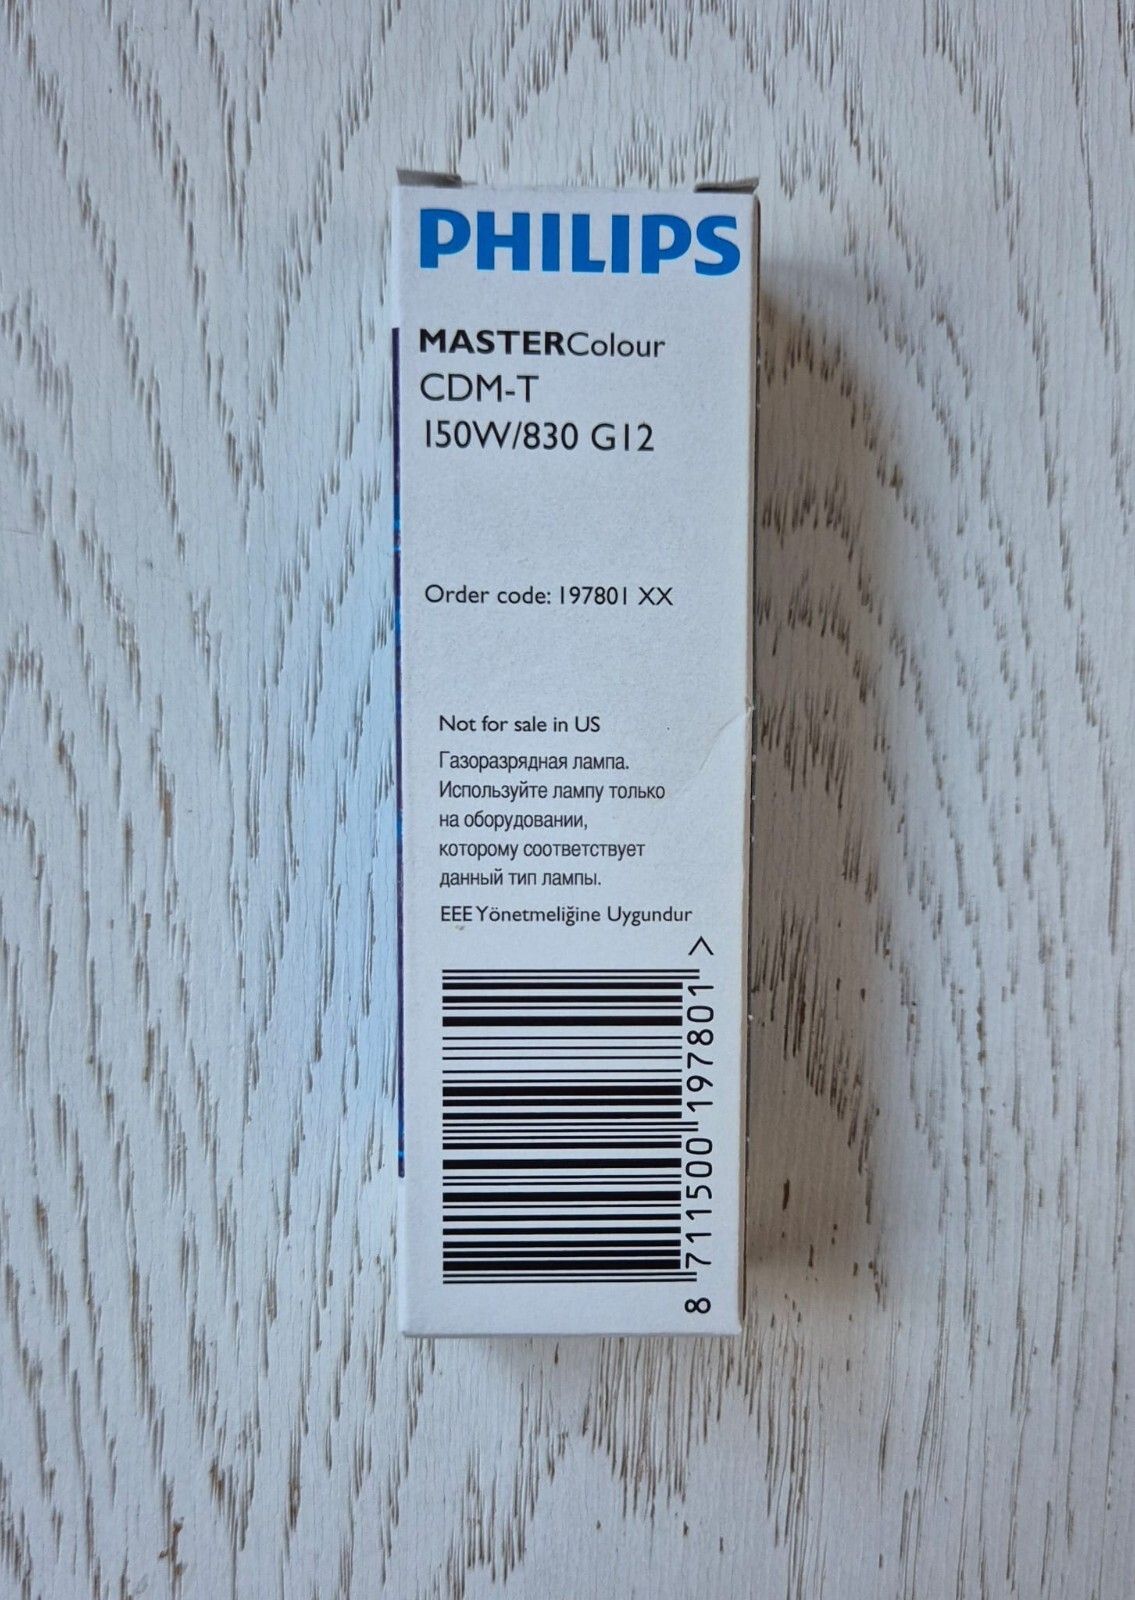 PHILIPS
MASTERColour
CDM-T
150W/830 G12
Order code: 197801 XX
Not for sale in US
Газоразрядная лампа.
Используйте лампу только
на оборудовании,
которому соответствует
данный тип лампы.
EEE Yönetmeliğine Uygundur
8 711500 197801 >